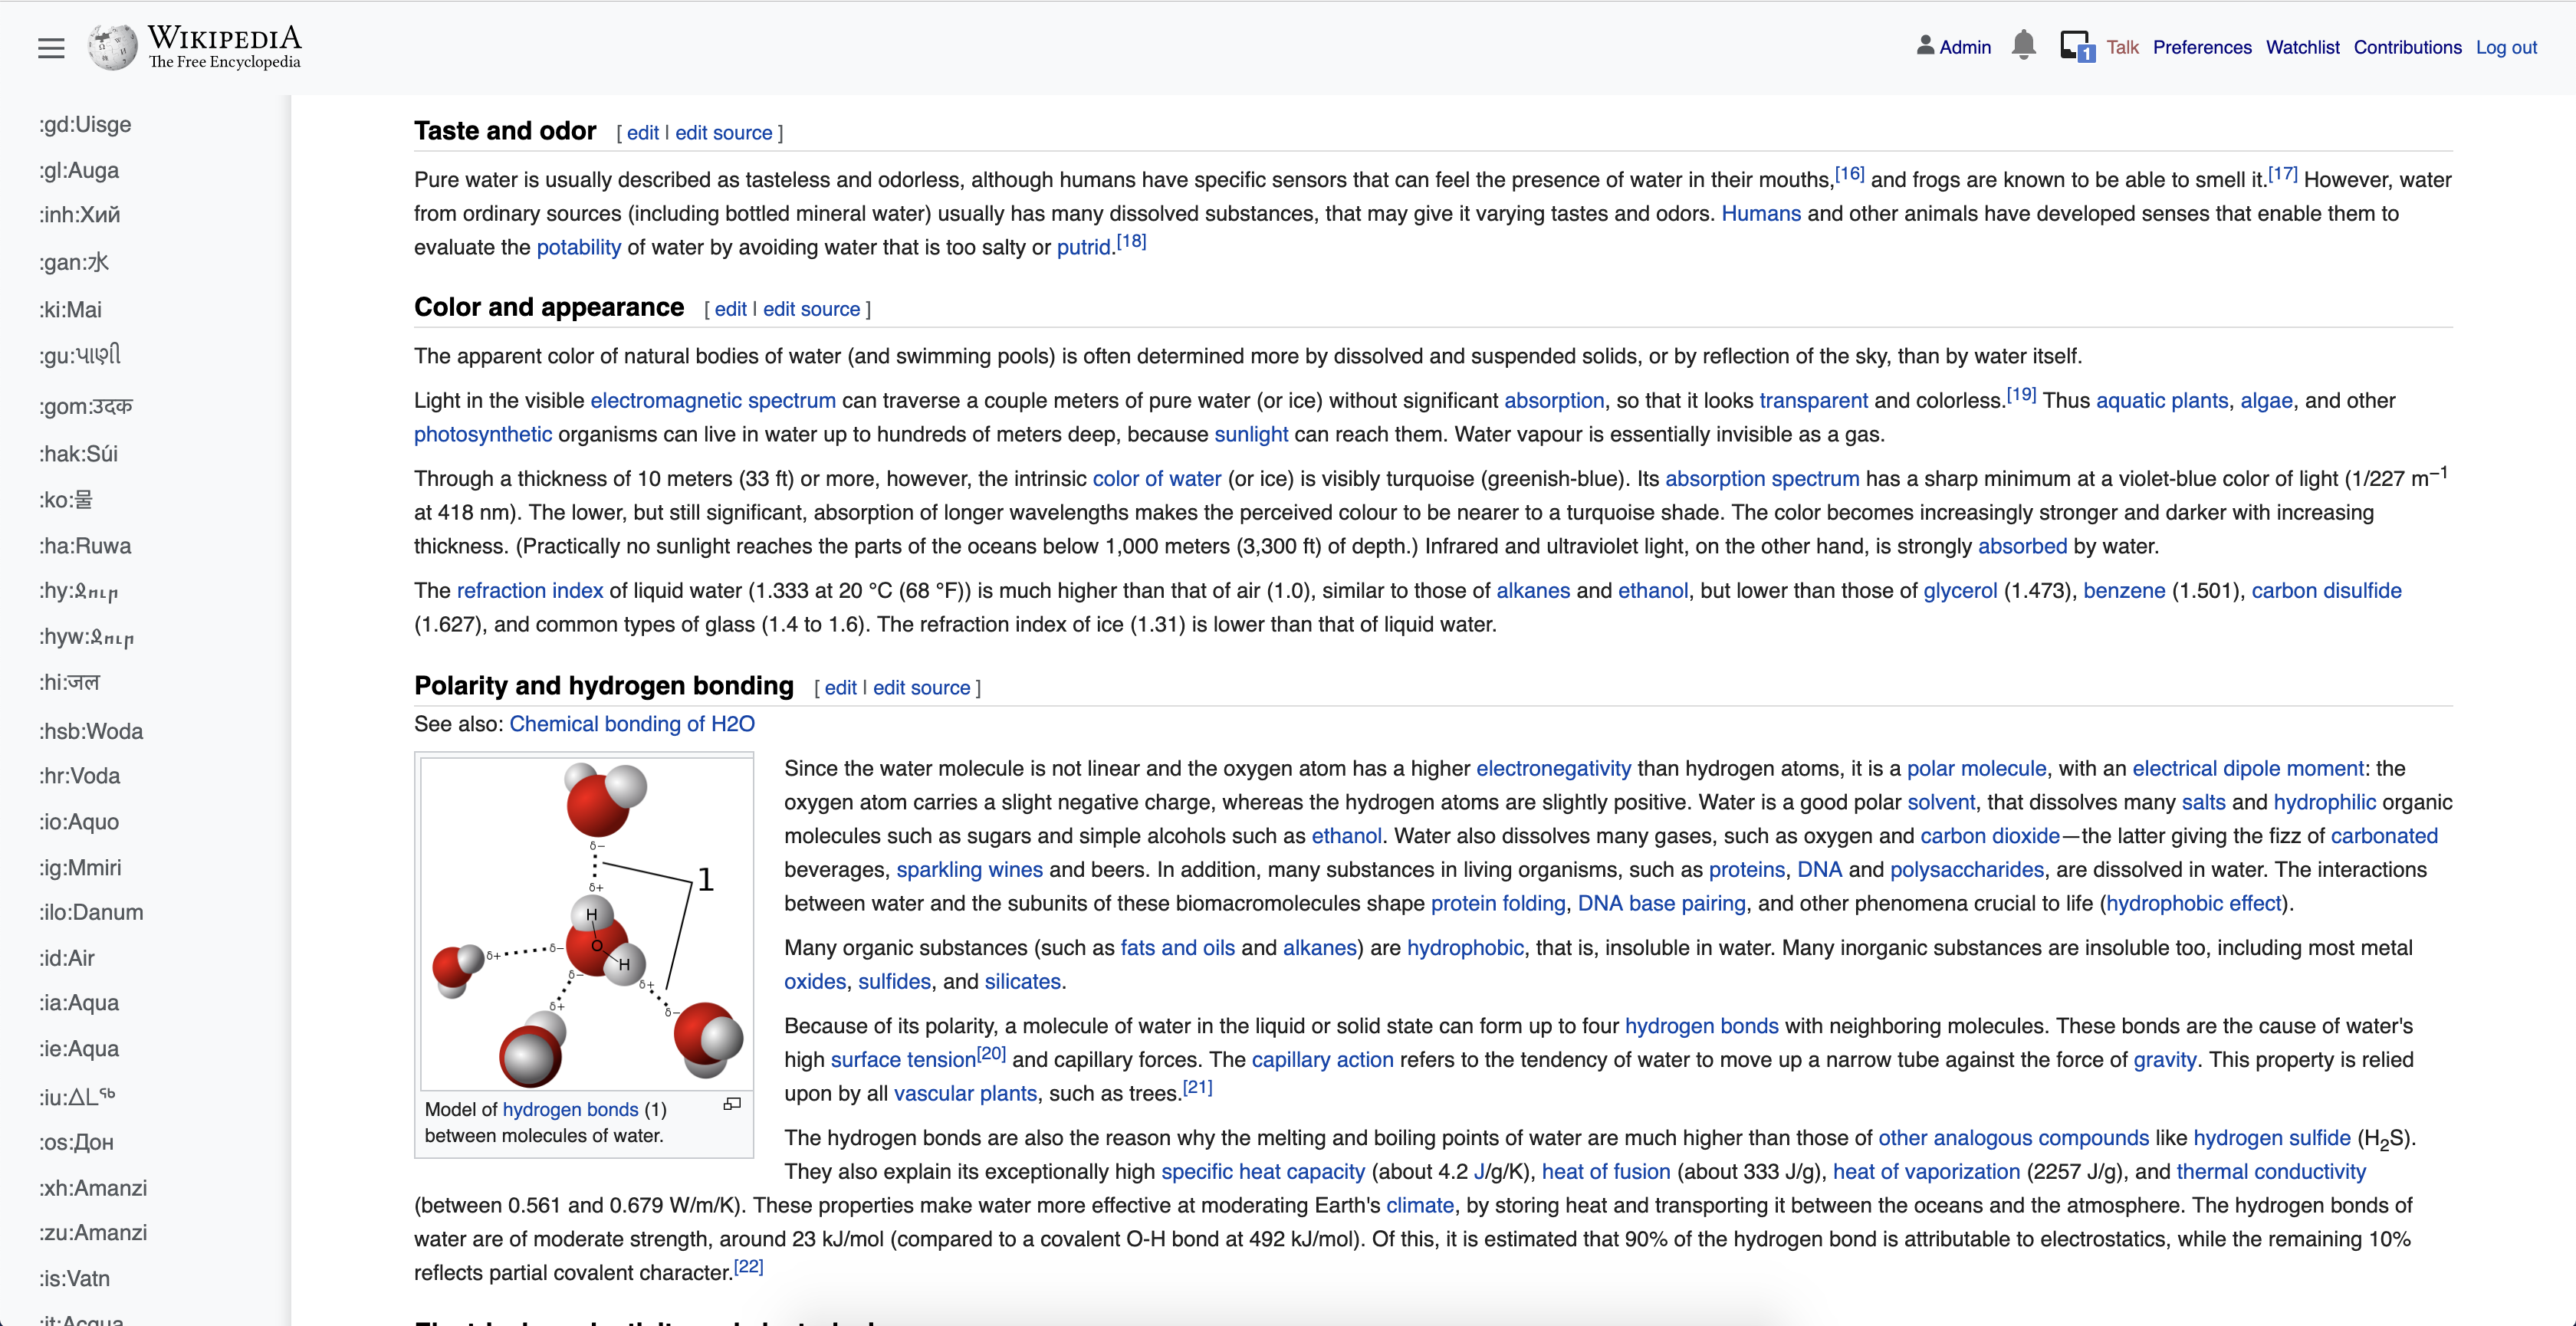 WIKIPEDIA
The Free Encyclopedia
Admin 1 Talk Preferences Watchlist Contributions Log out
:gd:Uisge
:gl:Auga
:inh:Хий
:gan:水
:ki:Mai
:gu:પાણી
:gom:उदक
:hak:Súi
:ko:물
:ha:Ruwa
:hy:Ջուր
:hyw:Ջուր
:hi:जल
:hsb:Woda
:hr:Voda
:io:Aquo
:ig:Mmiri
:ilo:Danum
:id:Air
:ia:Aqua
:ie:Aqua
:iu:ᐃᒪᖅ
:os:Дон
:xh:Amanzi
:zu:Amanzi
:is:Vatn
:it:Acqua
Taste and odor [ edit | edit source ]
Pure water is usually described as tasteless and odorless, although humans have specific sensors that can feel the presence of water in their mouths,[16] and frogs are known to be able to smell it.[17] However, water
from ordinary sources (including bottled mineral water) usually has many dissolved substances, that may give it varying tastes and odors. Humans and other animals have developed senses that enable them to
evaluate the potability of water by avoiding water that is too salty or putrid.[18]
Color and appearance [ edit | edit source ]
The apparent color of natural bodies of water (and swimming pools) is often determined more by dissolved and suspended solids, or by reflection of the sky, than by water itself.
Light in the visible electromagnetic spectrum can traverse a couple meters of pure water (or ice) without significant absorption, so that it looks transparent and colorless.[19] Thus aquatic plants, algae, and other
photosynthetic organisms can live in water up to hundreds of meters deep, because sunlight can reach them. Water vapour is essentially invisible as a gas.
Through a thickness of 10 meters (33 ft) or more, however, the intrinsic color of water (or ice) is visibly turquoise (greenish-blue). Its absorption spectrum has a sharp minimum at a violet-blue color of light (1/227 m⁻¹
at 418 nm). The lower, but still significant, absorption of longer wavelengths makes the perceived colour to be nearer to a turquoise shade. The color becomes increasingly stronger and darker with increasing
thickness. (Practically no sunlight reaches the parts of the oceans below 1,000 meters (3,300 ft) of depth.) Infrared and ultraviolet light, on the other hand, is strongly absorbed by water.
The refraction index of liquid water (1.333 at 20 °C (68 °F)) is much higher than that of air (1.0), similar to those of alkanes and ethanol, but lower than those of glycerol (1.473), benzene (1.501), carbon disulfide
(1.627), and common types of glass (1.4 to 1.6). The refraction index of ice (1.31) is lower than that of liquid water.
Polarity and hydrogen bonding [ edit | edit source ]
See also: Chemical bonding of H2O
δ−
1
δ+
H
O
δ+ δ−
H
δ−
δ+
δ+
δ−
Model of hydrogen bonds (1)
between molecules of water.
Since the water molecule is not linear and the oxygen atom has a higher electronegativity than hydrogen atoms, it is a polar molecule, with an electrical dipole moment: the
oxygen atom carries a slight negative charge, whereas the hydrogen atoms are slightly positive. Water is a good polar solvent, that dissolves many salts and hydrophilic organic
molecules such as sugars and simple alcohols such as ethanol. Water also dissolves many gases, such as oxygen and carbon dioxide—the latter giving the fizz of carbonated
beverages, sparkling wines and beers. In addition, many substances in living organisms, such as proteins, DNA and polysaccharides, are dissolved in water. The interactions
between water and the subunits of these biomacromolecules shape protein folding, DNA base pairing, and other phenomena crucial to life (hydrophobic effect).
Many organic substances (such as fats and oils and alkanes) are hydrophobic, that is, insoluble in water. Many inorganic substances are insoluble too, including most metal
oxides, sulfides, and silicates.
Because of its polarity, a molecule of water in the liquid or solid state can form up to four hydrogen bonds with neighboring molecules. These bonds are the cause of water's
high surface tension[20] and capillary forces. The capillary action refers to the tendency of water to move up a narrow tube against the force of gravity. This property is relied
upon by all vascular plants, such as trees.[21]
The hydrogen bonds are also the reason why the melting and boiling points of water are much higher than those of other analogous compounds like hydrogen sulfide (H₂S).
They also explain its exceptionally high specific heat capacity (about 4.2 J/g/K), heat of fusion (about 333 J/g), heat of vaporization (2257 J/g), and thermal conductivity
(between 0.561 and 0.679 W/m/K). These properties make water more effective at moderating Earth's climate, by storing heat and transporting it between the oceans and the atmosphere. The hydrogen bonds of
water are of moderate strength, around 23 kJ/mol (compared to a covalent O-H bond at 492 kJ/mol). Of this, it is estimated that 90% of the hydrogen bond is attributable to electrostatics, while the remaining 10%
reflects partial covalent character.[22]